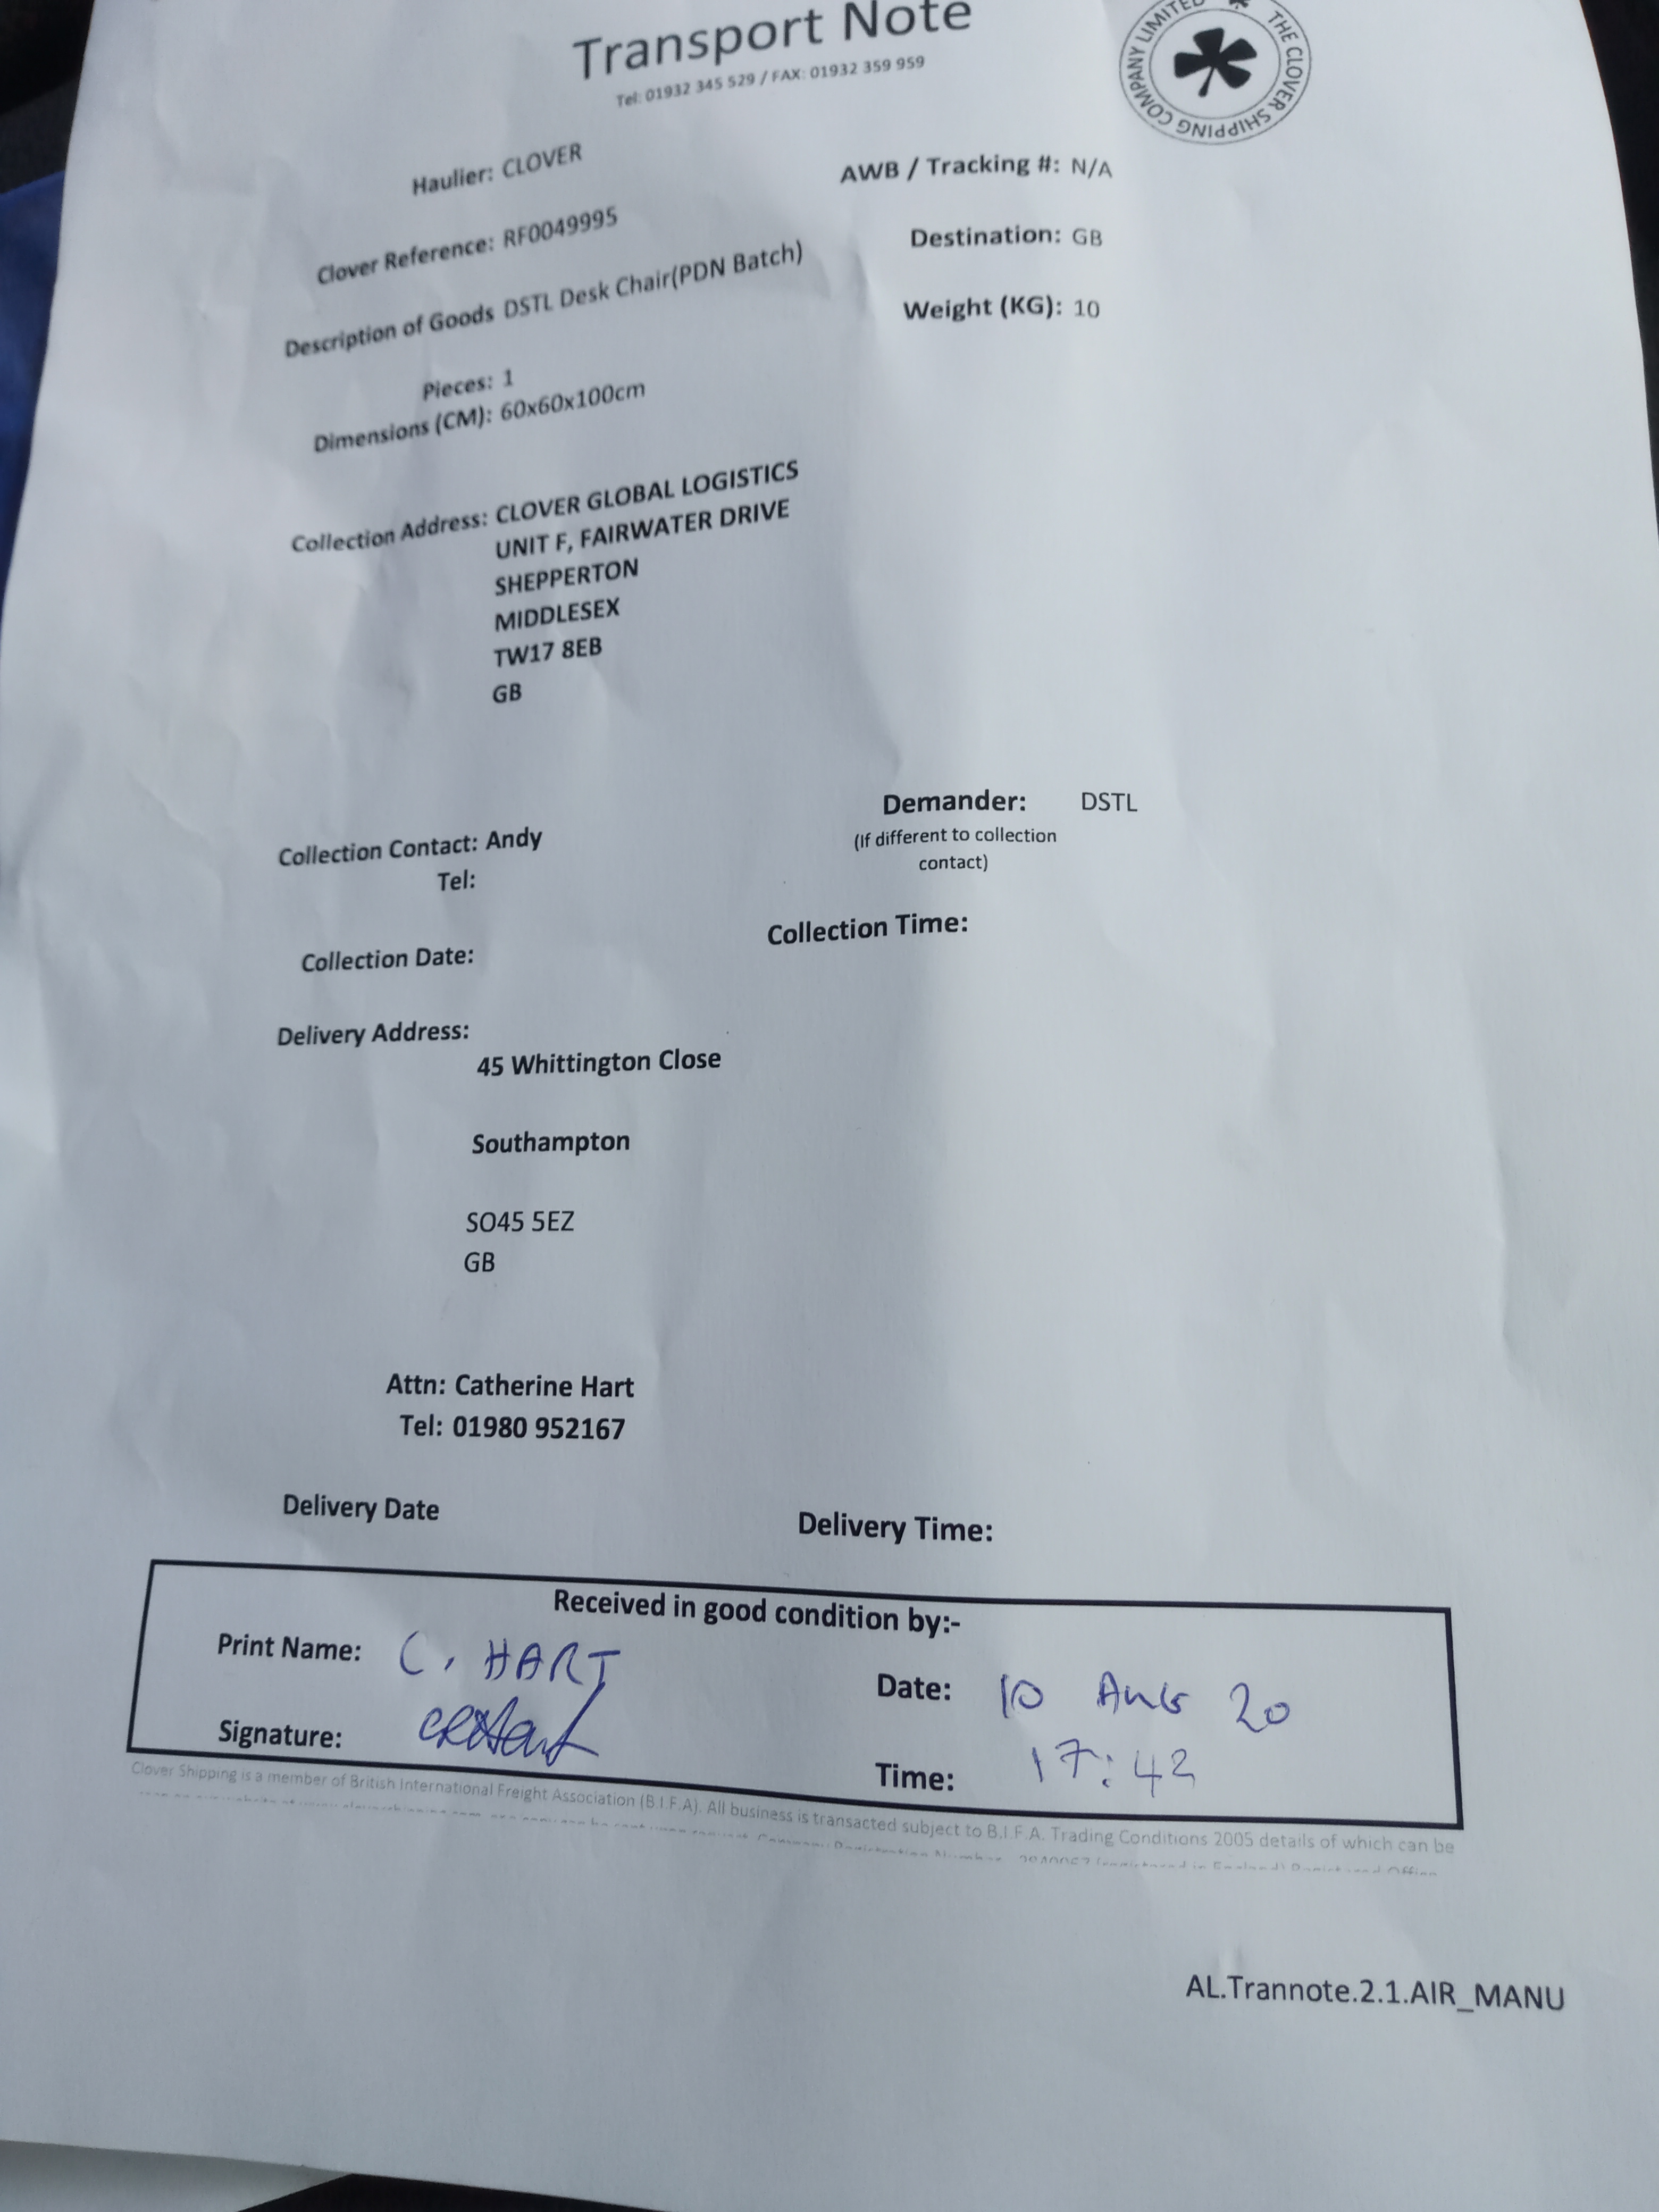 Transport Note
Tel: 01932 345 529 / FAX: 01932 359 959
THE CLOVER SHIPPING COMPANY LIMITED
Haulier: CLOVER
AWB / Tracking #: N/A
Clover Reference: RF0049995
Destination: GB
Description of Goods DSTL Desk Chair(PDN Batch)
Weight (KG): 10
Pieces: 1
Dimensions (CM): 60x60x100cm
Collection Address: CLOVER GLOBAL LOGISTICS
UNIT F, FAIRWATER DRIVE
SHEPPERTON
MIDDLESEX
TW17 8EB
GB
Demander: DSTL
(If different to collection
contact)
Collection Contact: Andy
Tel:
Collection Time:
Collection Date:
Delivery Address:
45 Whittington Close
Southampton
SO45 5EZ
GB
Attn: Catherine Hart
Tel: 01980 952167
Delivery Date
Delivery Time:
Received in good condition by:-
Print Name: C. HART
Date: 10 AUG 20
Signature:
Time: 17:42
Clover Shipping is a member of British International Freight Association (B.I.F.A). All business is transacted subject to B.I.F.A. Trading Conditions 2005 details of which can be
AL.Trannote.2.1.AIR_MANU